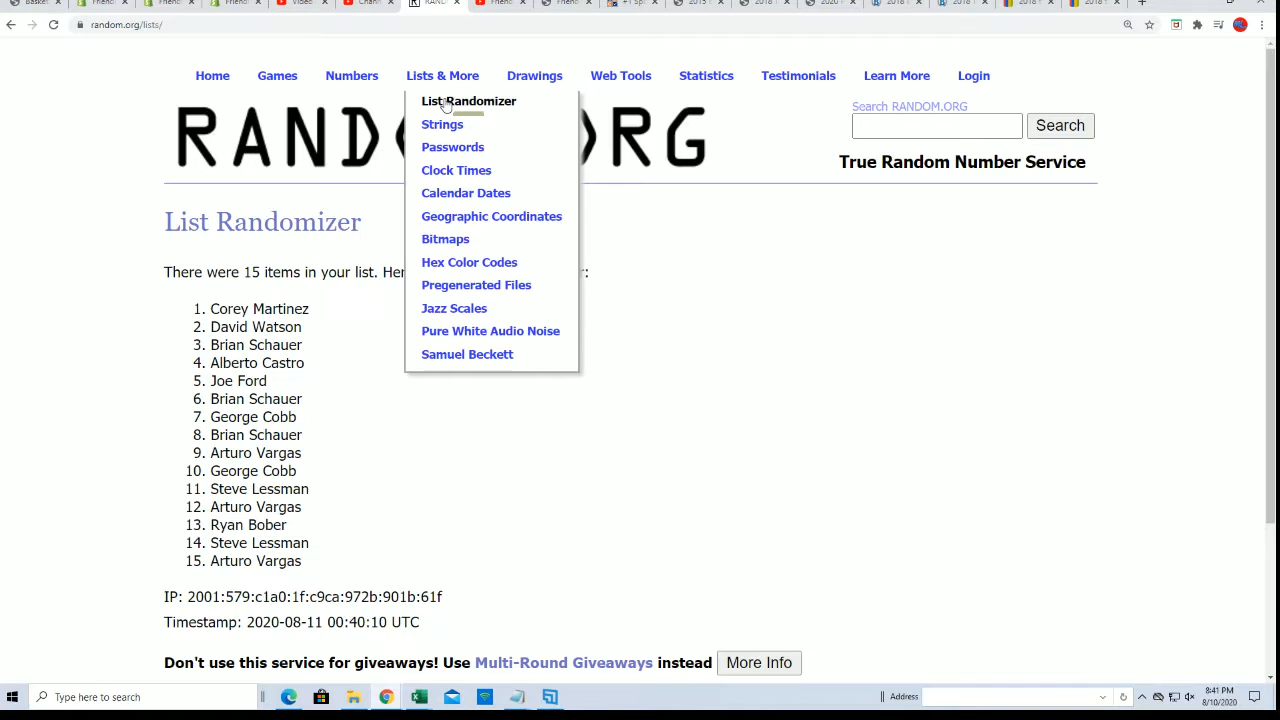 random.org/lists/
Home Games Numbers Lists & More Drawings Web Tools Statistics Testimonials Learn More Login
List Randomizer
Strings
Passwords
Clock Times
Calendar Dates
Geographic Coordinates
Bitmaps
Hex Color Codes
Pregenerated Files
Jazz Scales
Pure White Audio Noise
Samuel Beckett
Search RANDOM.ORG
Search
True Random Number Service
List Randomizer
There were 15 items in your list. Her
1. Corey Martinez
2. David Watson
3. Brian Schauer
4. Alberto Castro
5. Joe Ford
6. Brian Schauer
7. George Cobb
8. Brian Schauer
9. Arturo Vargas
10. George Cobb
11. Steve Lessman
12. Arturo Vargas
13. Ryan Bober
14. Steve Lessman
15. Arturo Vargas
IP: 2001:579:c1a0:1f:c9ca:972b:901b:61f
Timestamp: 2020-08-11 00:40:10 UTC
Don't use this service for giveaways! Use Multi-Round Giveaways instead More Info
Type here to search
Address
8:41 PM
8/10/2020